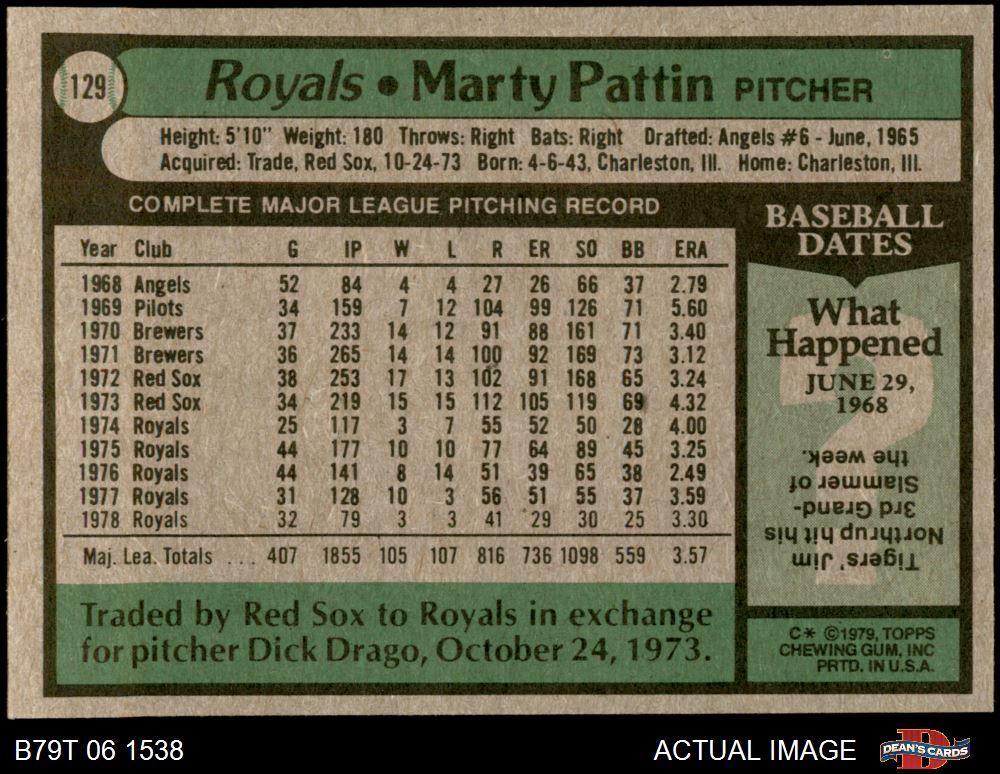 129
Royals • Marty Pattin PITCHER
Height: 5'10" Weight: 180 Throws: Right Bats: Right Drafted: Angels #6 - June, 1965
Acquired: Trade, Red Sox, 10-24-73 Born: 4-6-43, Charleston, Ill. Home: Charleston, Ill.
COMPLETE MAJOR LEAGUE PITCHING RECORD
Year Club G IP W L R ER SO BB ERA
1968 Angels 52 84 4 4 27 26 66 37 2.79
1969 Pilots 34 159 7 12 104 99 126 71 5.60
1970 Brewers 37 233 14 12 91 88 161 71 3.40
1971 Brewers 36 265 14 14 100 92 169 73 3.12
1972 Red Sox 38 253 17 13 102 91 168 65 3.24
1973 Red Sox 34 219 15 15 112 105 119 69 4.32
1974 Royals 25 117 3 7 55 52 50 28 4.00
1975 Royals 44 177 10 10 77 64 89 45 3.25
1976 Royals 44 141 8 14 51 39 65 38 2.49
1977 Royals 31 128 10 3 56 51 55 37 3.59
1978 Royals 32 79 3 3 41 29 30 25 3.30
Maj. Lea. Totals . . . 407 1855 105 107 816 736 1098 559 3.57
Traded by Red Sox to Royals in exchange
for pitcher Dick Drago, October 24, 1973.
BASEBALL
DATES
What
Happened
JUNE 29,
1968
?
Tigers' Jim
Northrup hit his
3rd Grand-
Slammer of
the week.
C* ©1979, TOPPS
CHEWING GUM, INC
PRTD. IN U.S.A.
B79T 06 1538
ACTUAL IMAGE
D
DEAN'S CARDS